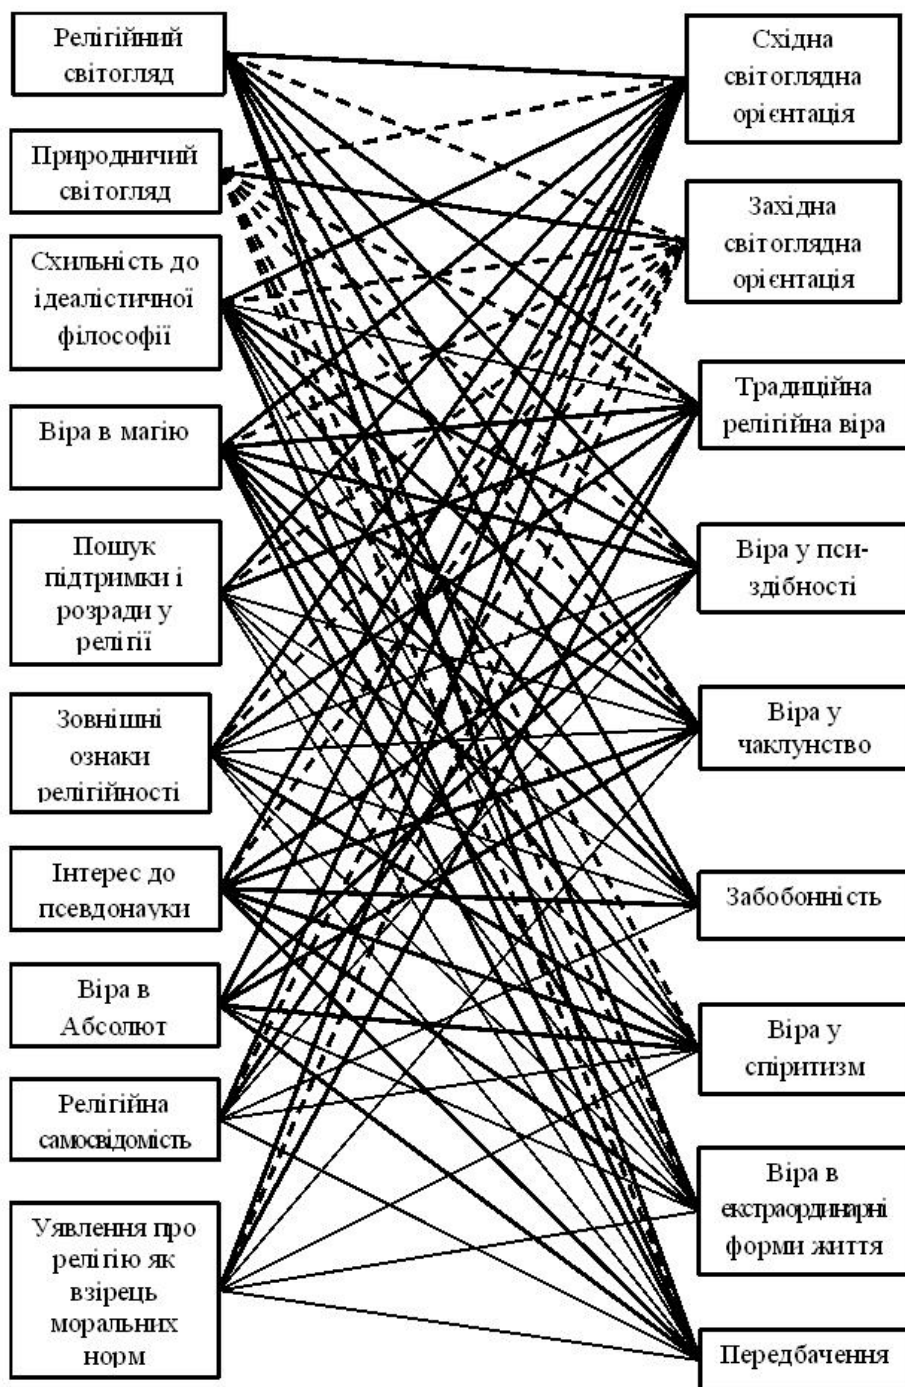 Релігійний
світогляд
Природничий
світогляд
Схильність до
ідеалістичної
філософії
Віра в магію
Пошук
підтримки і
розради у
релігії
Зовнішні
ознаки
релігійності
Інтерес до
псевдонауки
Віра в
Абсолют
Релігійна
самосвідомість
Уявлення про
релігію як
взірець
моральних
норм
Східна
світоглядна
орієнтація
Західна
світоглядна
орієнтація
Традиційна
релігійна віра
Віра у пси-
здібності
Віра у
чаклунство
Забобонність
Віра у
спіритизм
Віра в
екстраординарні
форми життя
Передбачення